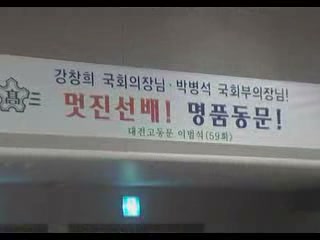 강창희 국회의장님·박병석 국회부의장님!
멋진선배! 명품동문!
대전고동문 이범석(59회)